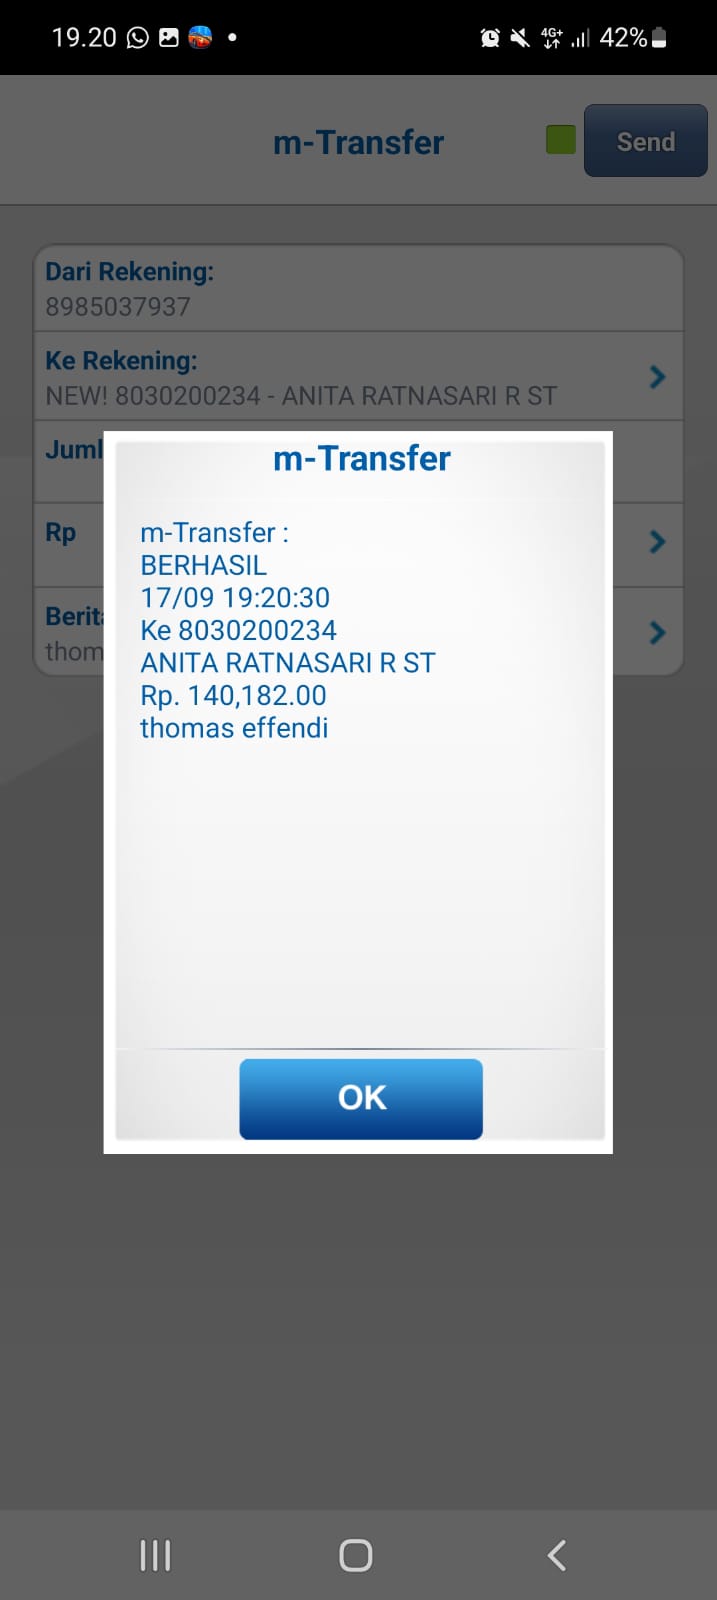 19.20
4G+
42%
m-Transfer
Send
Dari Rekening:
8985037937
Ke Rekening:
NEW! 8030200234 - ANITA RATNASARI R ST
Juml
Rp
Berita
thom
m-Transfer
m-Transfer :
BERHASIL
17/09 19:20:30
Ke 8030200234
ANITA RATNASARI R ST
Rp. 140,182.00
thomas effendi
OK